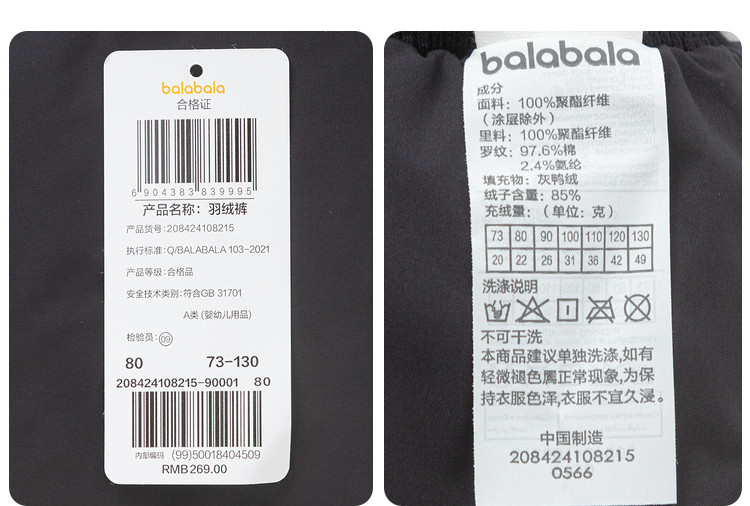 balabala
合格证
6 904383 839995
产品名称：羽绒裤
产品货号：208424108215
执行标准：Q/BALABALA 103-2021
产品等级：合格品
安全技术类别：符合GB 31701
A类 (婴幼儿用品)
检验员：09
80 73-130
208424108215-90001 80
内部编码 (99)50018404509
RMB269.00
balabala
成分
面料：100%聚酯纤维
（涂层除外）
里料：100%聚酯纤维
罗纹：97.6%棉
2.4%氨纶
填充物：灰鸭绒
绒子含量：85%
充绒量：（单位：克）
73 80 90 100 110 120 130
20 22 26 31 36 42 49
洗涤说明
不可干洗
本商品建议单独洗涤,如有
轻微褪色属正常现象,为保
持衣服色泽,衣服不宜久浸。
中国制造
208424108215
0566